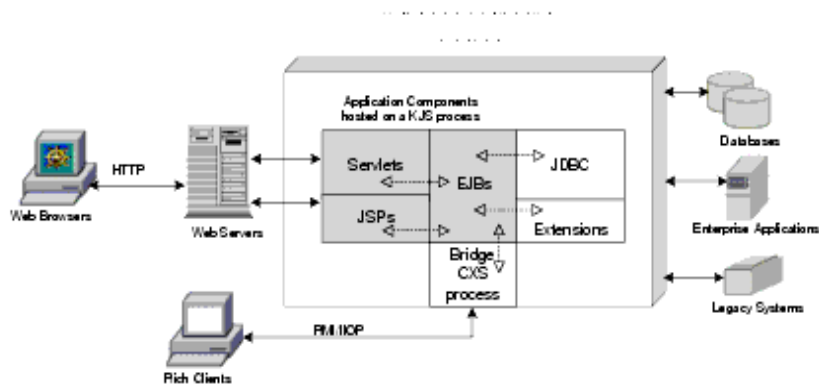 Application Components
hosted on a KJS process
Databases
HTTP
Servlets
EJBs
JDBC
Web Browsers
Web Servers
JSPs
Extensions
Enterprise Applications
Bridge
CXS
process
Legacy Systems
RMI/IIOP
Rich Clients